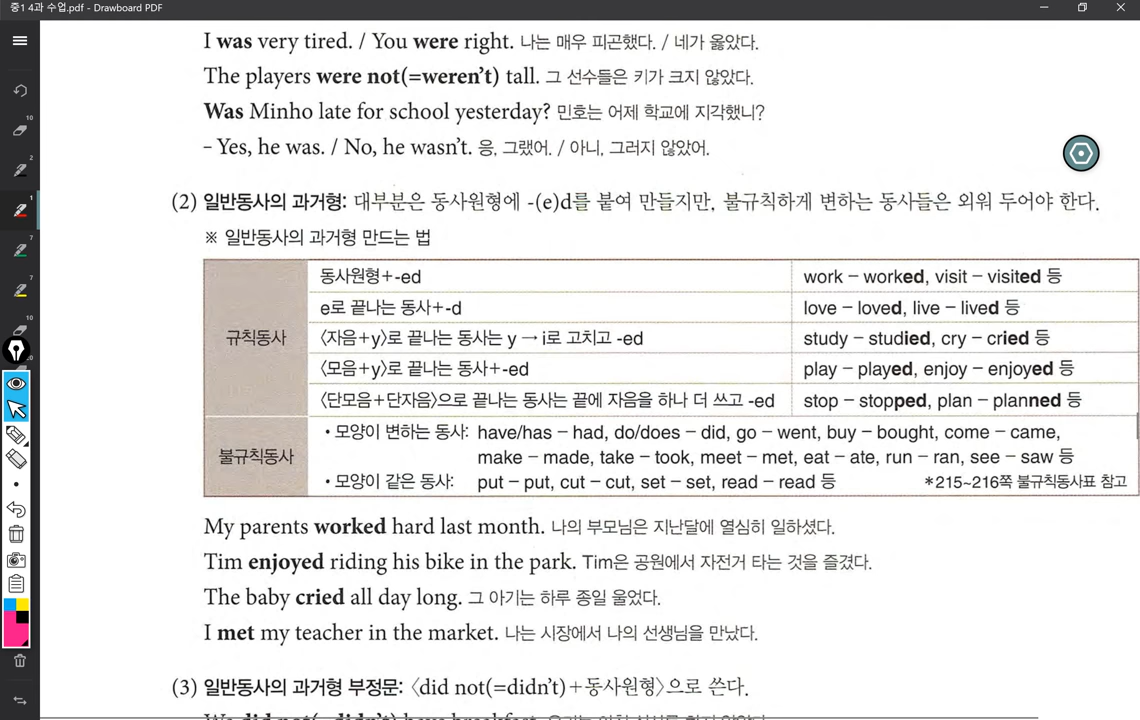 중1 4과 수업.pdf - Drawboard PDF
I was very tired. / You were right. 나는 매우 피곤했다. / 네가 옳았다.
The players were not(=weren't) tall. 그 선수들은 키가 크지 않았다.
Was Minho late for school yesterday? 민호는 어제 학교에 지각했니?
– Yes, he was. / No, he wasn't. 응, 그랬어. / 아니, 그러지 않았어.
(2) 일반동사의 과거형: 대부분은 동사원형에 -(e)d를 붙여 만들지만, 불규칙하게 변하는 동사들은 외워 두어야 한다.
※ 일반동사의 과거형 만드는 법
규칙동사
동사원형+-ed work – worked, visit – visited 등
e로 끝나는 동사+-d love – loved, live – lived 등
〈자음+y〉로 끝나는 동사는 y → i로 고치고 -ed study – studied, cry – cried 등
〈모음+y〉로 끝나는 동사+-ed play – played, enjoy – enjoyed 등
〈단모음+단자음〉으로 끝나는 동사는 끝에 자음을 하나 더 쓰고 -ed stop – stopped, plan – planned 등
불규칙동사
• 모양이 변하는 동사: have/has – had, do/does – did, go – went, buy – bought, come – came,
make – made, take – took, meet – met, eat – ate, run – ran, see – saw 등
• 모양이 같은 동사: put – put, cut – cut, set – set, read – read 등 *215~216쪽 불규칙동사표 참고
My parents worked hard last month. 나의 부모님은 지난달에 열심히 일하셨다.
Tim enjoyed riding his bike in the park. Tim은 공원에서 자전거 타는 것을 즐겼다.
The baby cried all day long. 그 아기는 하루 종일 울었다.
I met my teacher in the market. 나는 시장에서 나의 선생님을 만났다.
(3) 일반동사의 과거형 부정문: 〈did not(=didn't)+동사원형〉으로 쓴다.
10
2
1
7
7
10